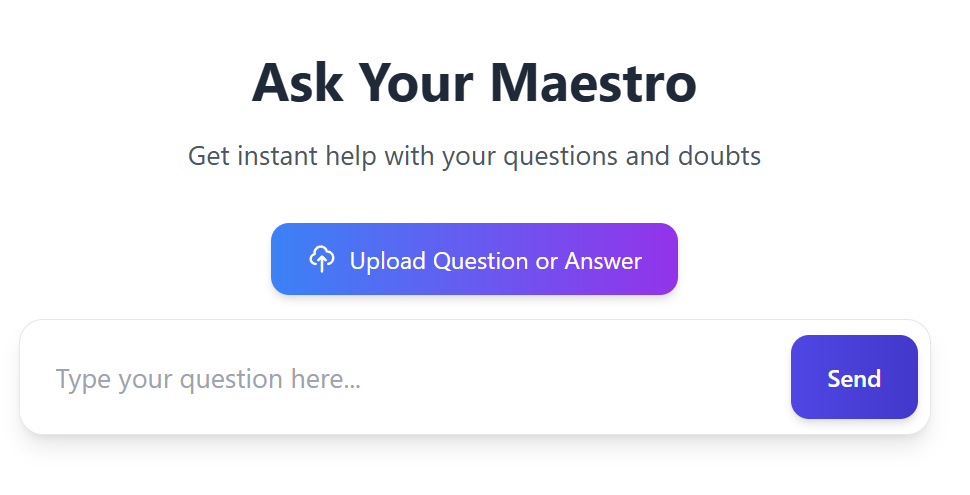 Ask Your Maestro
Get instant help with your questions and doubts
Upload Question or Answer
Type your question here...
Send